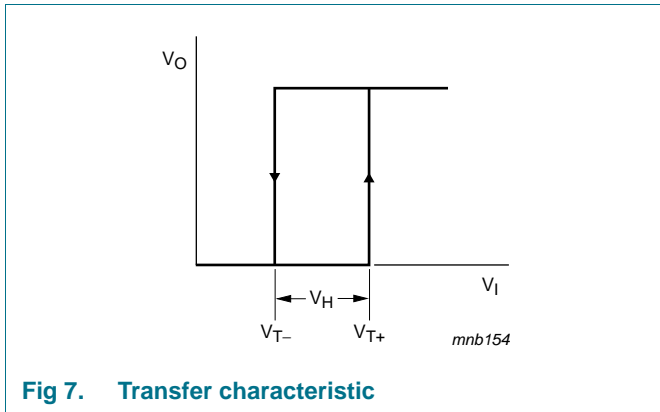 VO
VI
VH
VT−
VT+
mnb154
Fig 7. Transfer characteristic